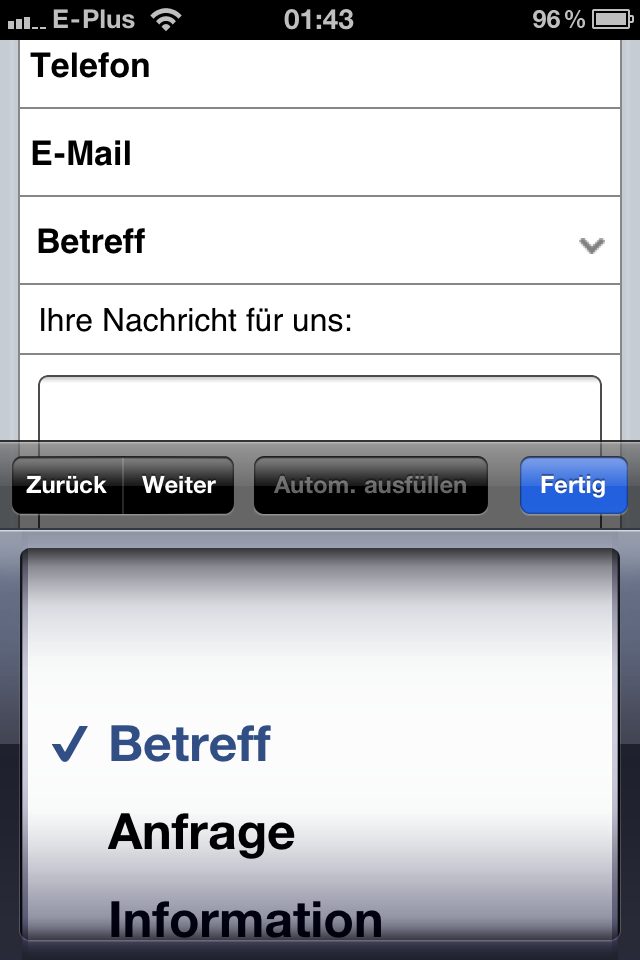 E-Plus 01:43 96 %
Telefon
E-Mail
Betreff
Ihre Nachricht für uns:
Zurück Weiter Autom. ausfüllen Fertig
✓ Betreff
Anfrage
Information